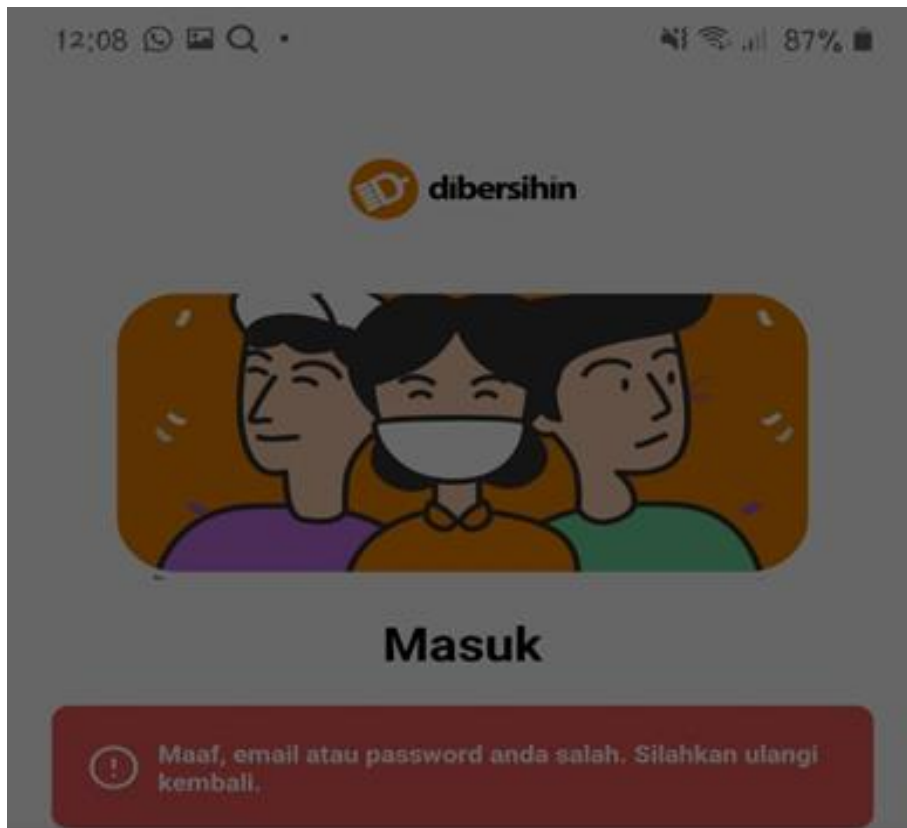 12:08
87%
dibersihin
Masuk
Maaf, email atau password anda salah. Silahkan ulangi
kembali.